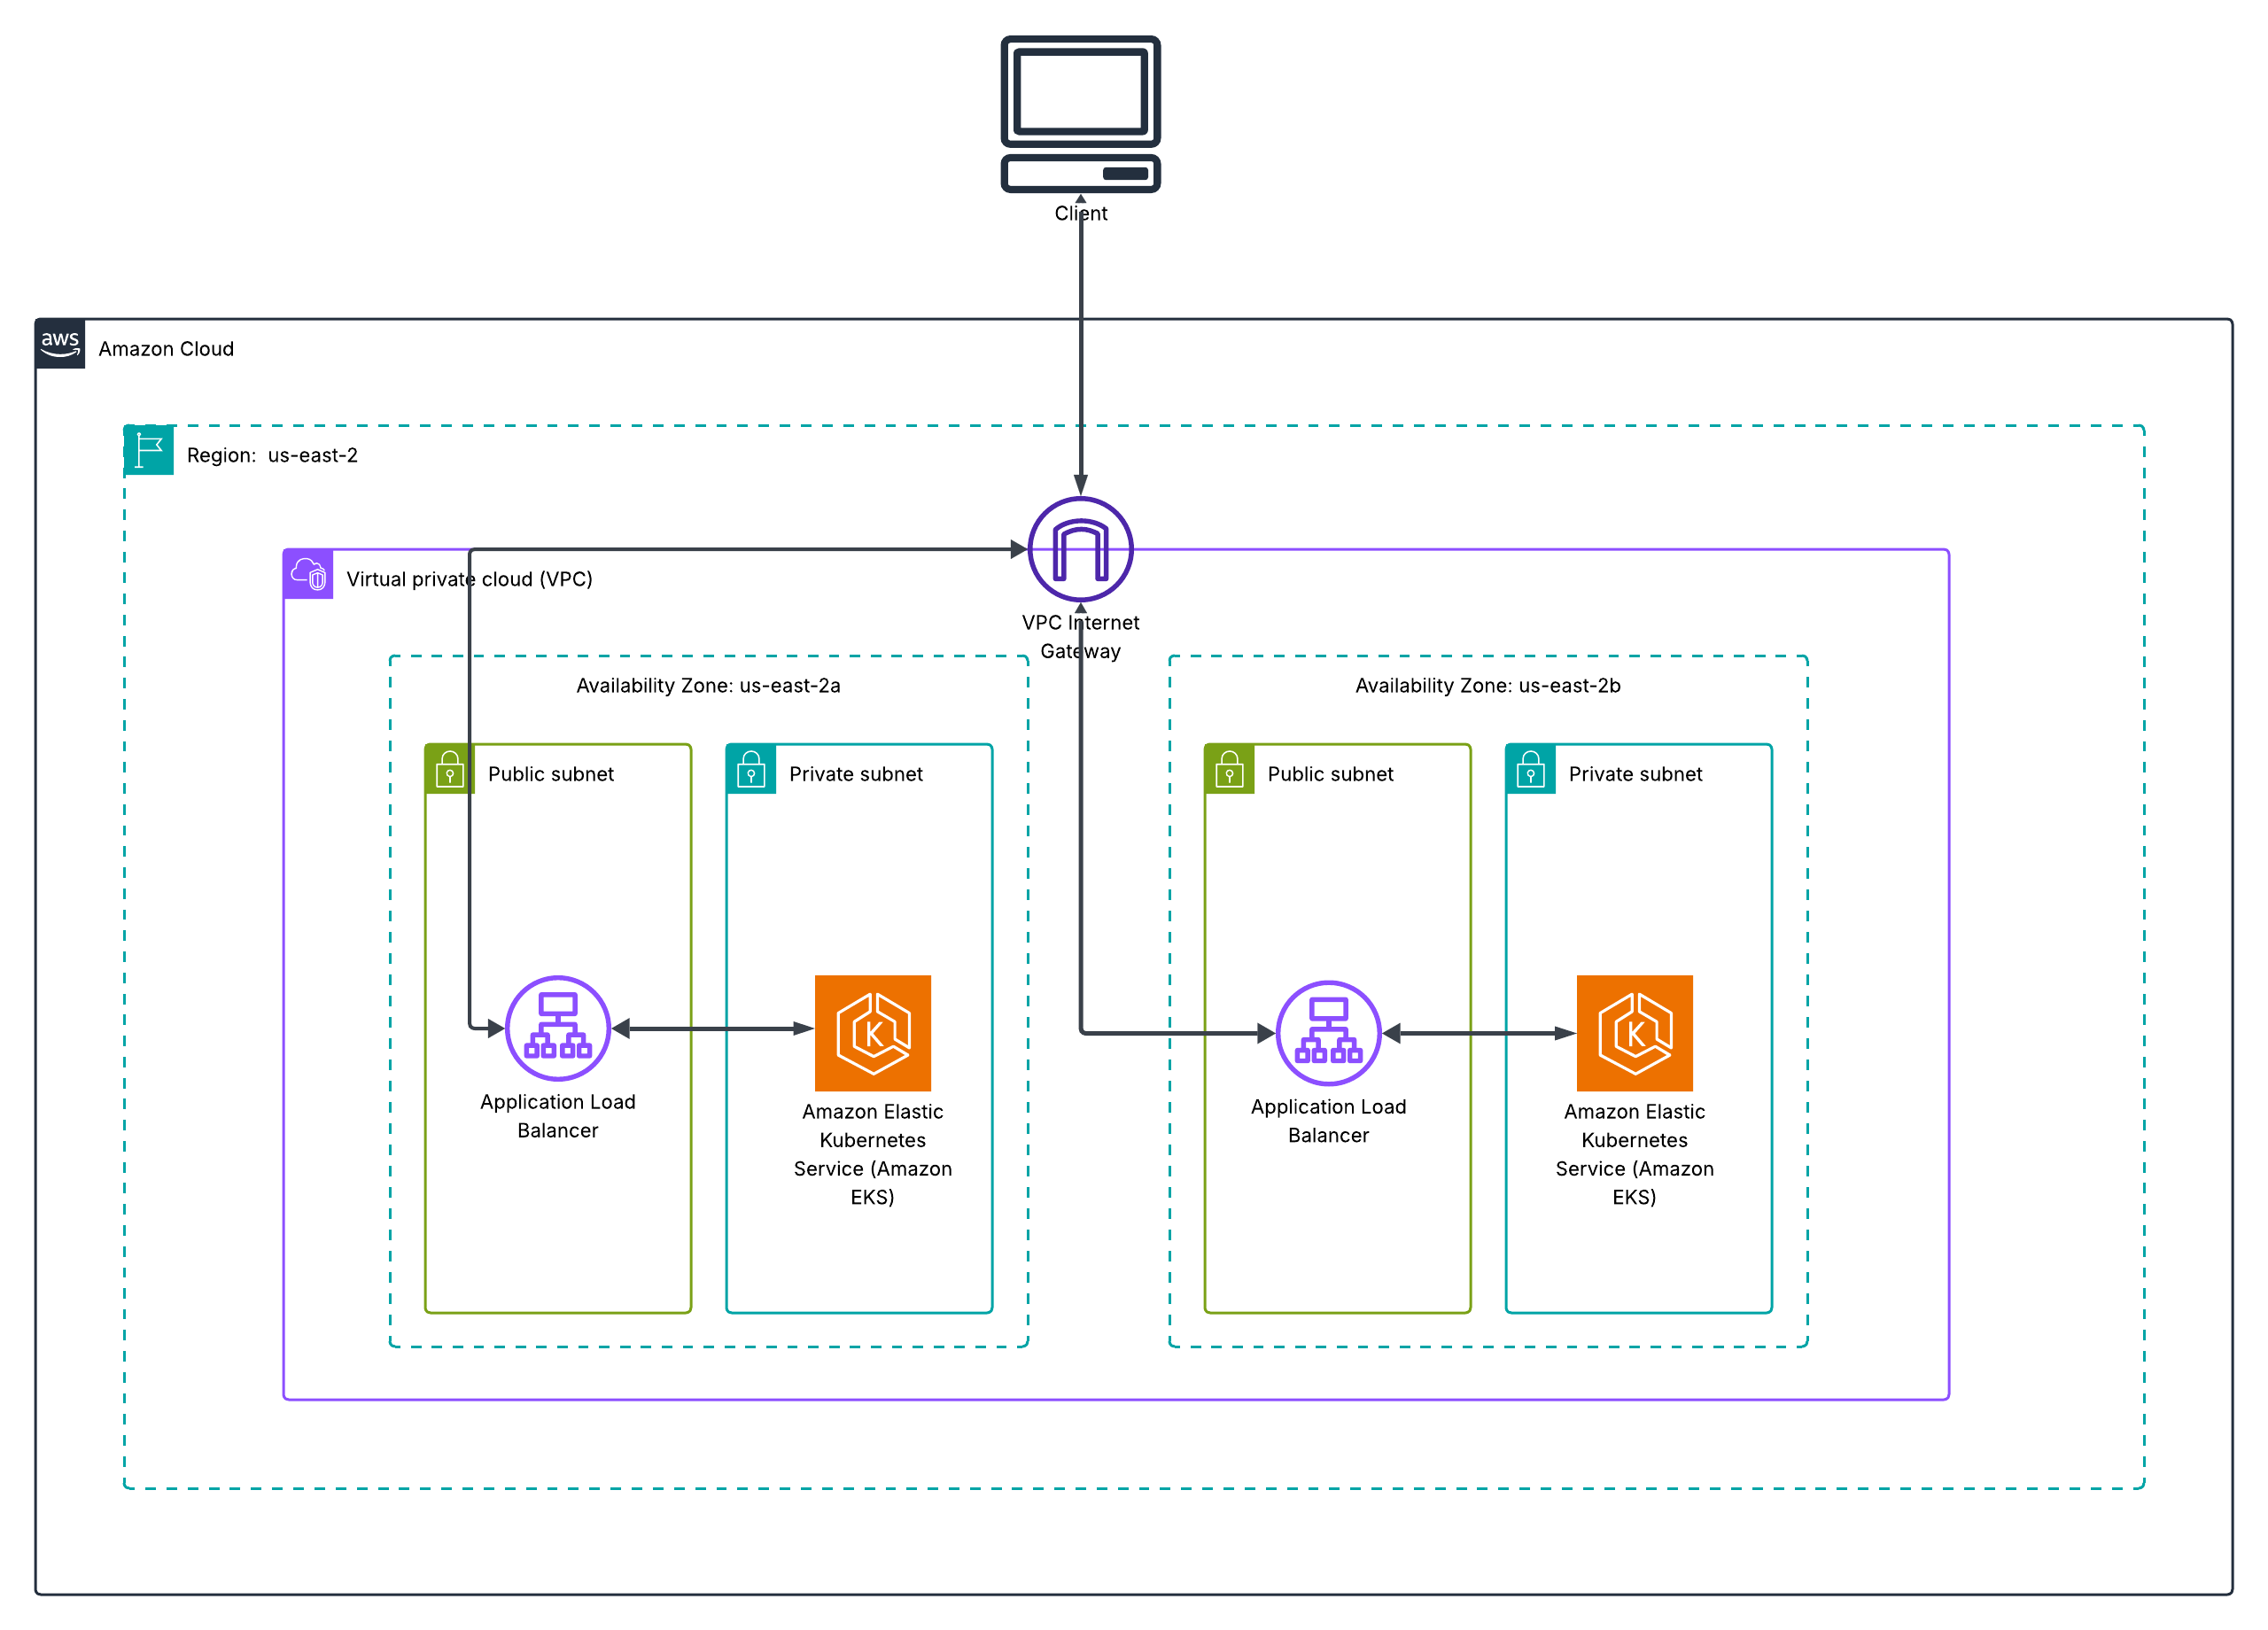 Client
aws
Amazon Cloud
Region:  us-east-2
Virtual private cloud (VPC)
VPC Internet
Gateway
Availability Zone: us-east-2a
Public subnet
Private subnet
Application Load
Balancer
K
Amazon Elastic
Kubernetes
Service (Amazon
EKS)
Availability Zone: us-east-2b
Public subnet
Private subnet
Application Load
Balancer
K
Amazon Elastic
Kubernetes
Service (Amazon
EKS)